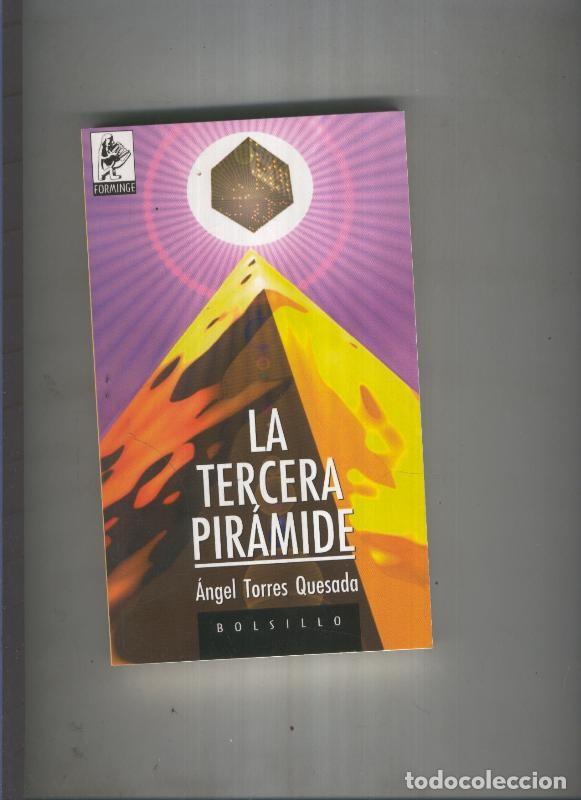 FORMINGE
LA
TERCERA
PIRÁMIDE
Ángel Torres Quesada
BOLSILLO
todocoleccion